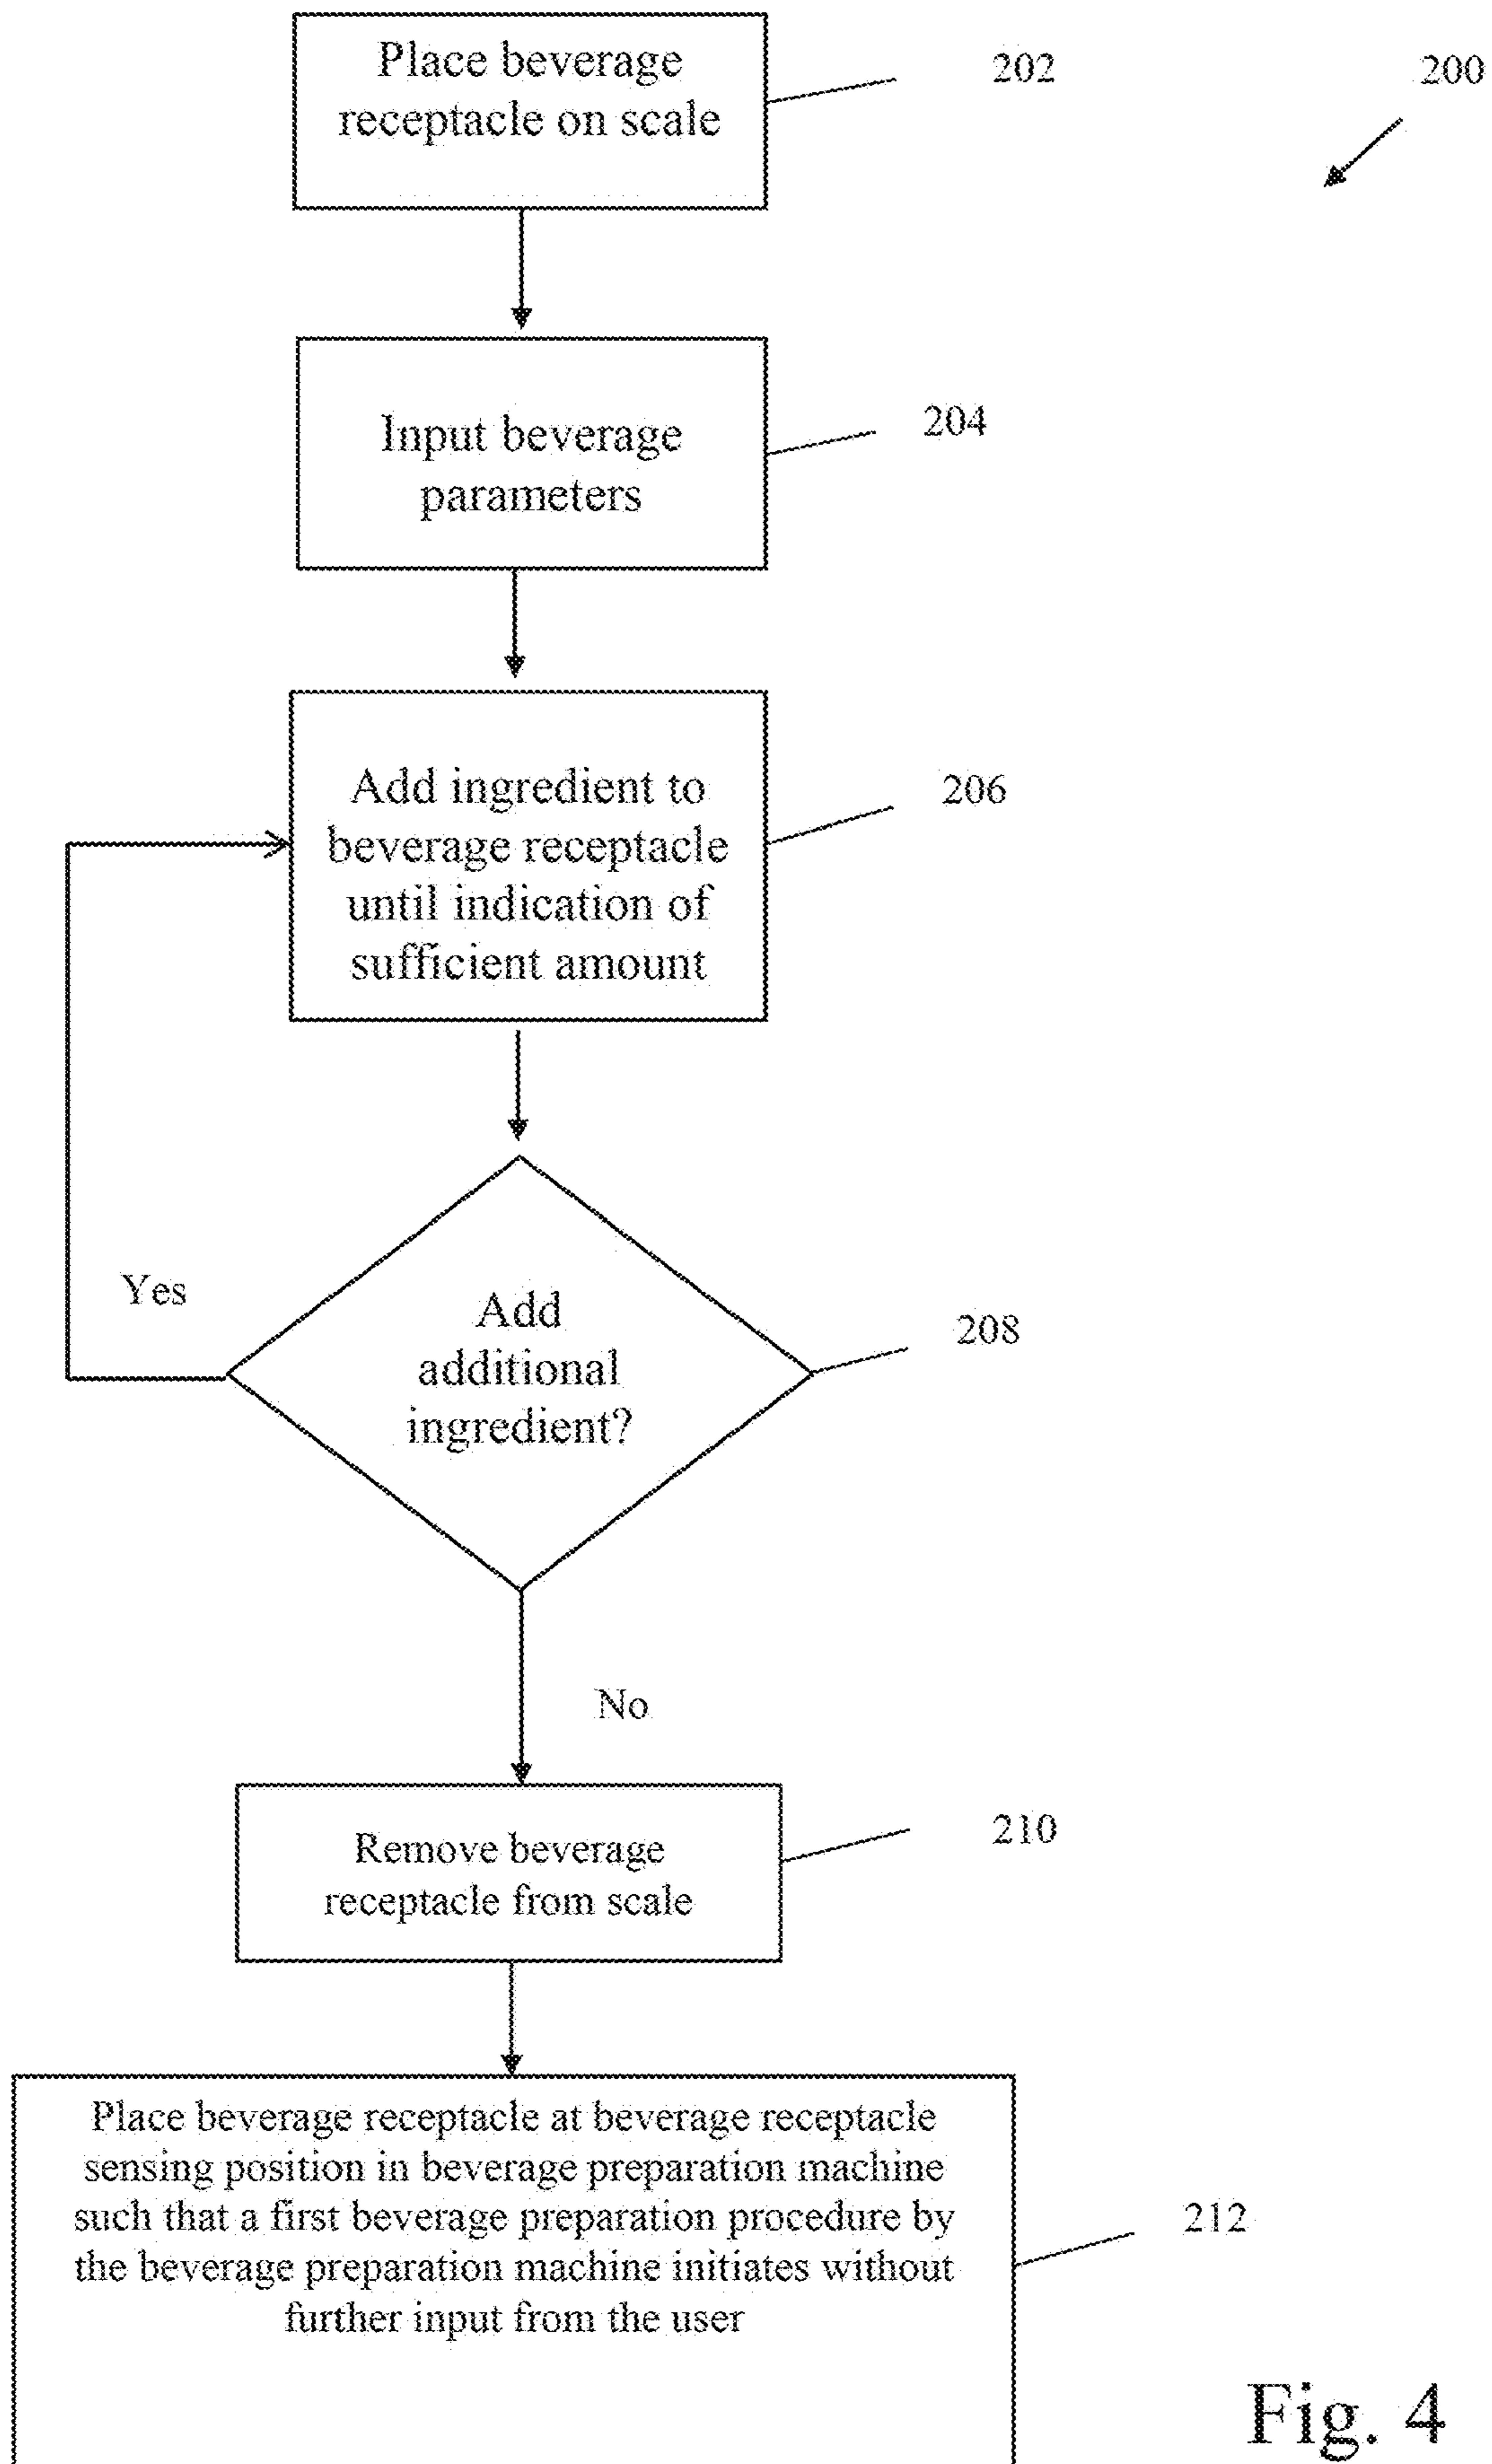 Place beverage
receptacle on scale
202
200
Input beverage
parameters
204
Add ingredient to
beverage receptacle
until indication of
sufficient amount
206
Yes
Add
additional
ingredient?
208
No
Remove beverage
receptacle from scale
210
Place beverage receptacle at beverage receptacle
sensing position in beverage preparation machine
such that a first beverage preparation procedure by
the beverage preparation machine initiates without
further input from the user
212
Fig. 4